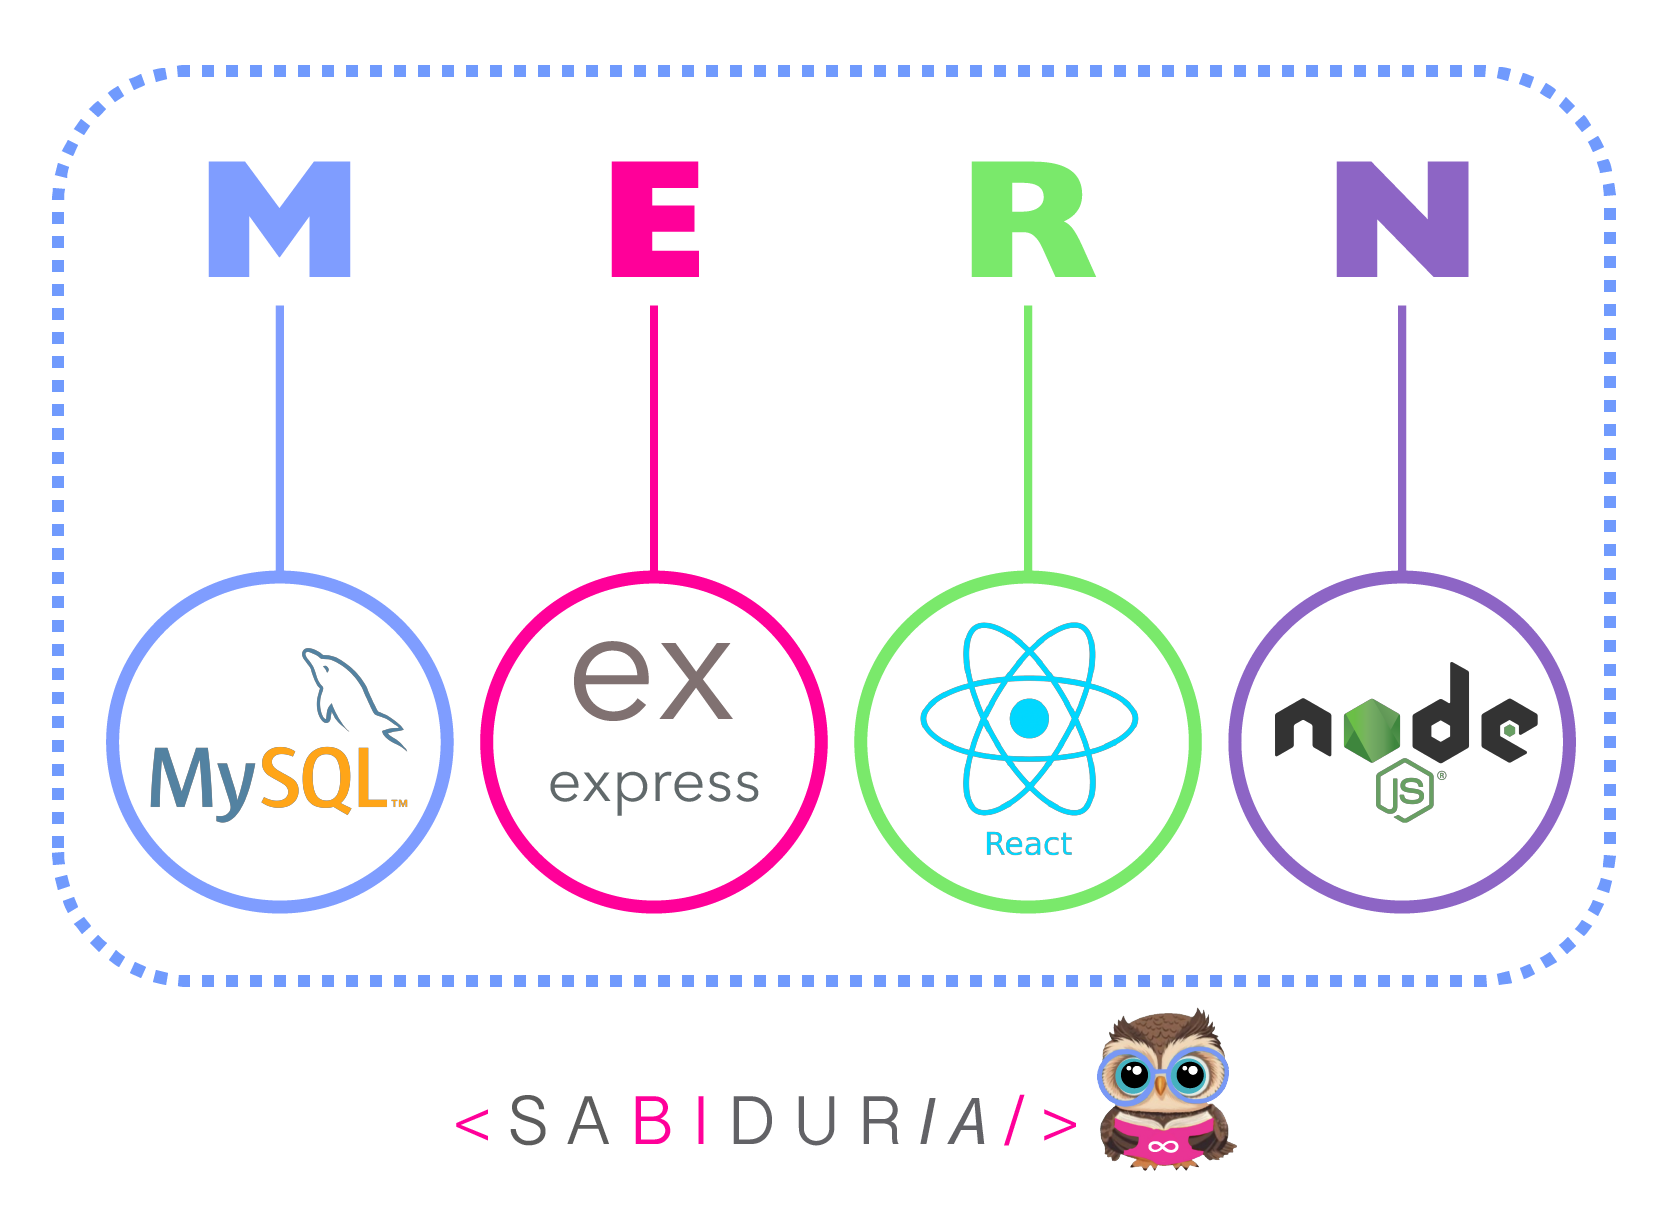 M E R N
MySQL™
ex
express
React
node
JS®
<SABIDURIA/>